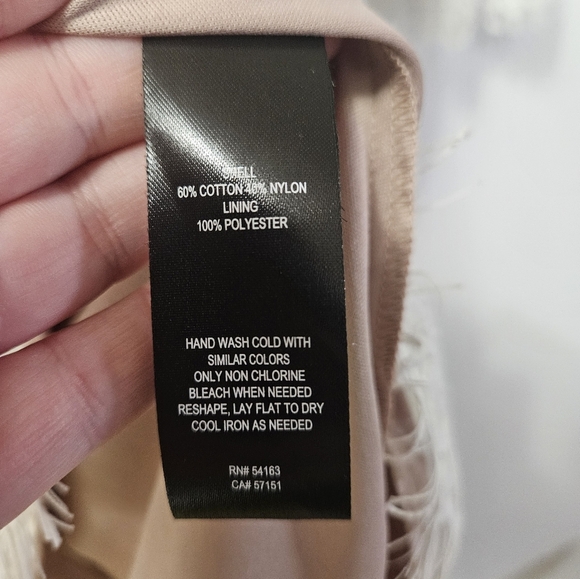 SHELL
60% COTTON 40% NYLON
LINING
100% POLYESTER
HAND WASH COLD WITH
SIMILAR COLORS
ONLY NON CHLORINE
BLEACH WHEN NEEDED
RESHAPE, LAY FLAT TO DRY
COOL IRON AS NEEDED
RN# 54163
CA# 57151